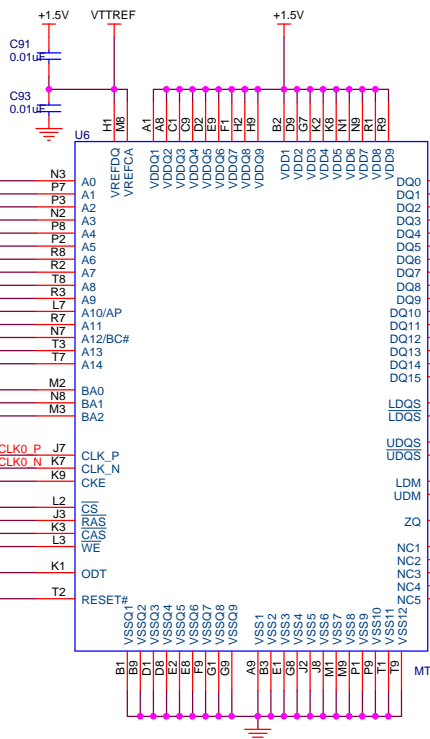 +1.5V
VTTREF
+1.5V
C91
0.01uF
C93
0.01uF
U6
H1
M8
A1
A8
C1
C9
D2
E9
F1
H2
H9
B2
D9
G7
K2
K8
N1
N9
R1
R9
VREFDQ
VREFCA
VDDQ1
VDDQ2
VDDQ3
VDDQ4
VDDQ5
VDDQ6
VDDQ7
VDDQ8
VDDQ9
VDD1
VDD2
VDD3
VDD4
VDD5
VDD6
VDD7
VDD8
VDD9
N3 A0 DQ0
P7 A1 DQ1
P3 A2 DQ2
N2 A3 DQ3
P8 A4 DQ4
P2 A5 DQ5
R8 A6 DQ6
R2 A7 DQ7
T8 A8 DQ8
R3 A9 DQ9
L7 A10/AP DQ10
R7 A11 DQ11
N7 A12/BC# DQ12
T3 A13 DQ13
T7 A14 DQ14
DQ15
M2 BA0
N8 BA1 LDQS
M3 BA2 LDQS
UDQS
CLK0_P J7 CLK_P UDQS
CLK0_N K7 CLK_N
K9 CKE LDM
UDM
L2 CS
J3 RAS ZQ
K3 CAS
L3 WE NC1
NC2
K1 ODT NC3
NC4
T2 RESET# NC5
VSSQ1
VSSQ2
VSSQ3
VSSQ4
VSSQ5
VSSQ6
VSSQ7
VSSQ8
VSSQ9
VSS1
VSS2
VSS3
VSS4
VSS5
VSS6
VSS7
VSS8
VSS9
VSS10
VSS11
VSS12
B1
B9
D1
D8
E2
E8
F9
G1
G9
A9
B3
E1
G8
J2
J8
M1
M9
P1
P9
T1
T9
MT